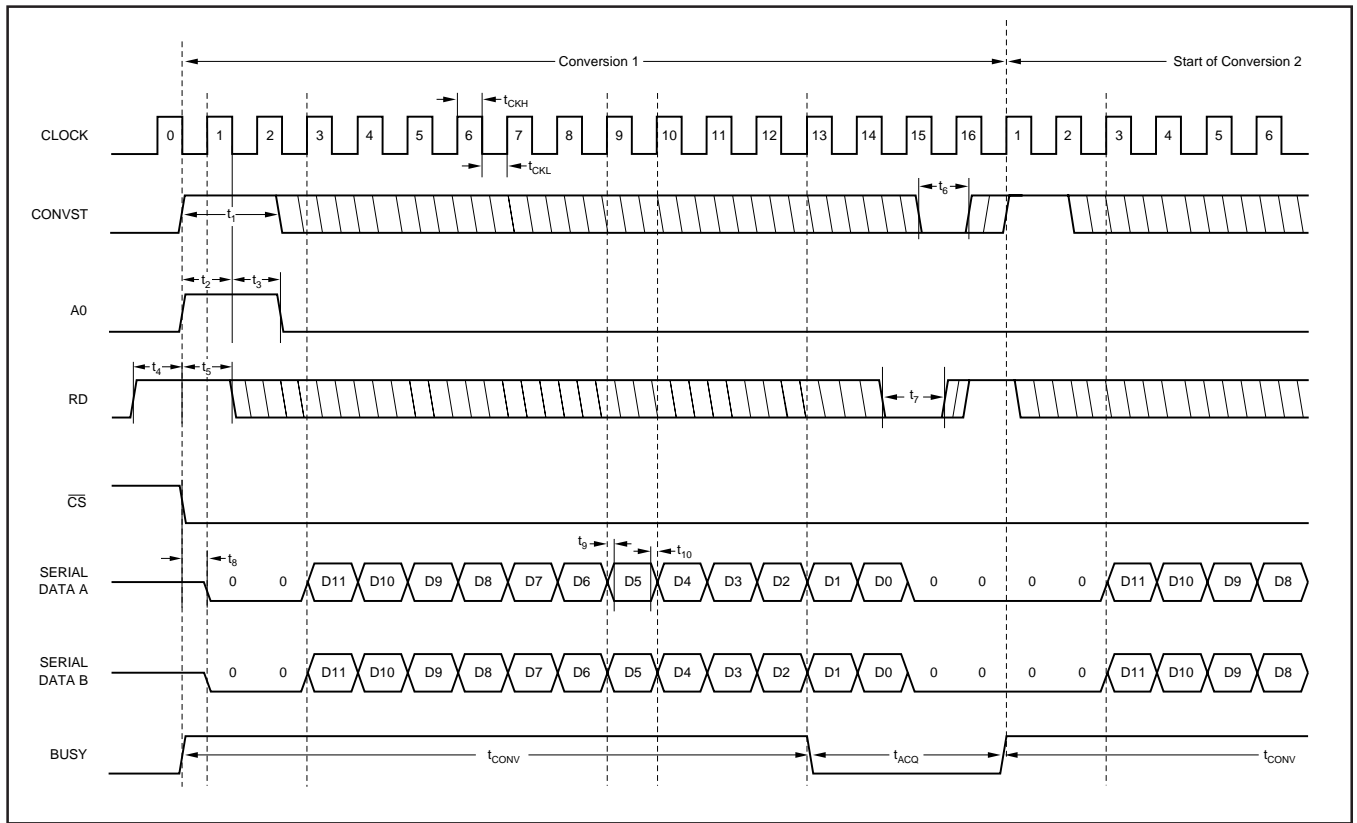 Conversion 1 Start of Conversion 2
tCKH
CLOCK 0 1 2 3 4 5 6 7 8 9 10 11 12 13 14 15 16 1 2 3 4 5 6
tCKL
t6
CONVST t1
t2 t3
A0
t4 t5
RD t7
CS
t8 t9 t10
SERIAL DATA A 0 0 D11 D10 D9 D8 D7 D6 D5 D4 D3 D2 D1 D0 0 0 0 0 D11 D10 D9 D8
SERIAL DATA B 0 0 D11 D10 D9 D8 D7 D6 D5 D4 D3 D2 D1 D0 0 0 0 0 D11 D10 D9 D8
BUSY tCONV tACQ tCONV